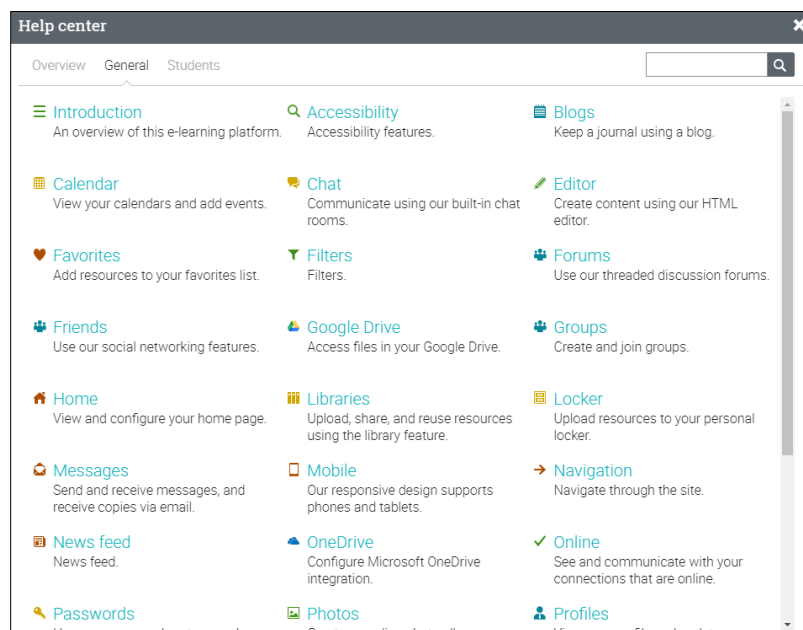 Help center
Overview General Students
Introduction
An overview of this e-learning platform.
Accessibility
Accessibility features.
Blogs
Keep a journal using a blog.
Calendar
View your calendars and add events.
Chat
Communicate using our built-in chat
rooms.
Editor
Create content using our HTML
editor.
Favorites
Add resources to your favorites list.
Filters
Filters.
Forums
Use our threaded discussion forums.
Friends
Use our social networking features.
Google Drive
Access files in your Google Drive.
Groups
Create and join groups.
Home
View and configure your home page.
Libraries
Upload, share, and reuse resources
using the library feature.
Locker
Upload resources to your personal
locker.
Messages
Send and receive messages, and
receive copies via email.
Mobile
Our responsive design supports
phones and tablets.
Navigation
Navigate through the site.
News feed
News feed.
OneDrive
Configure Microsoft OneDrive
integration.
Online
See and communicate with your
connections that are online.
Passwords
Photos
Profiles